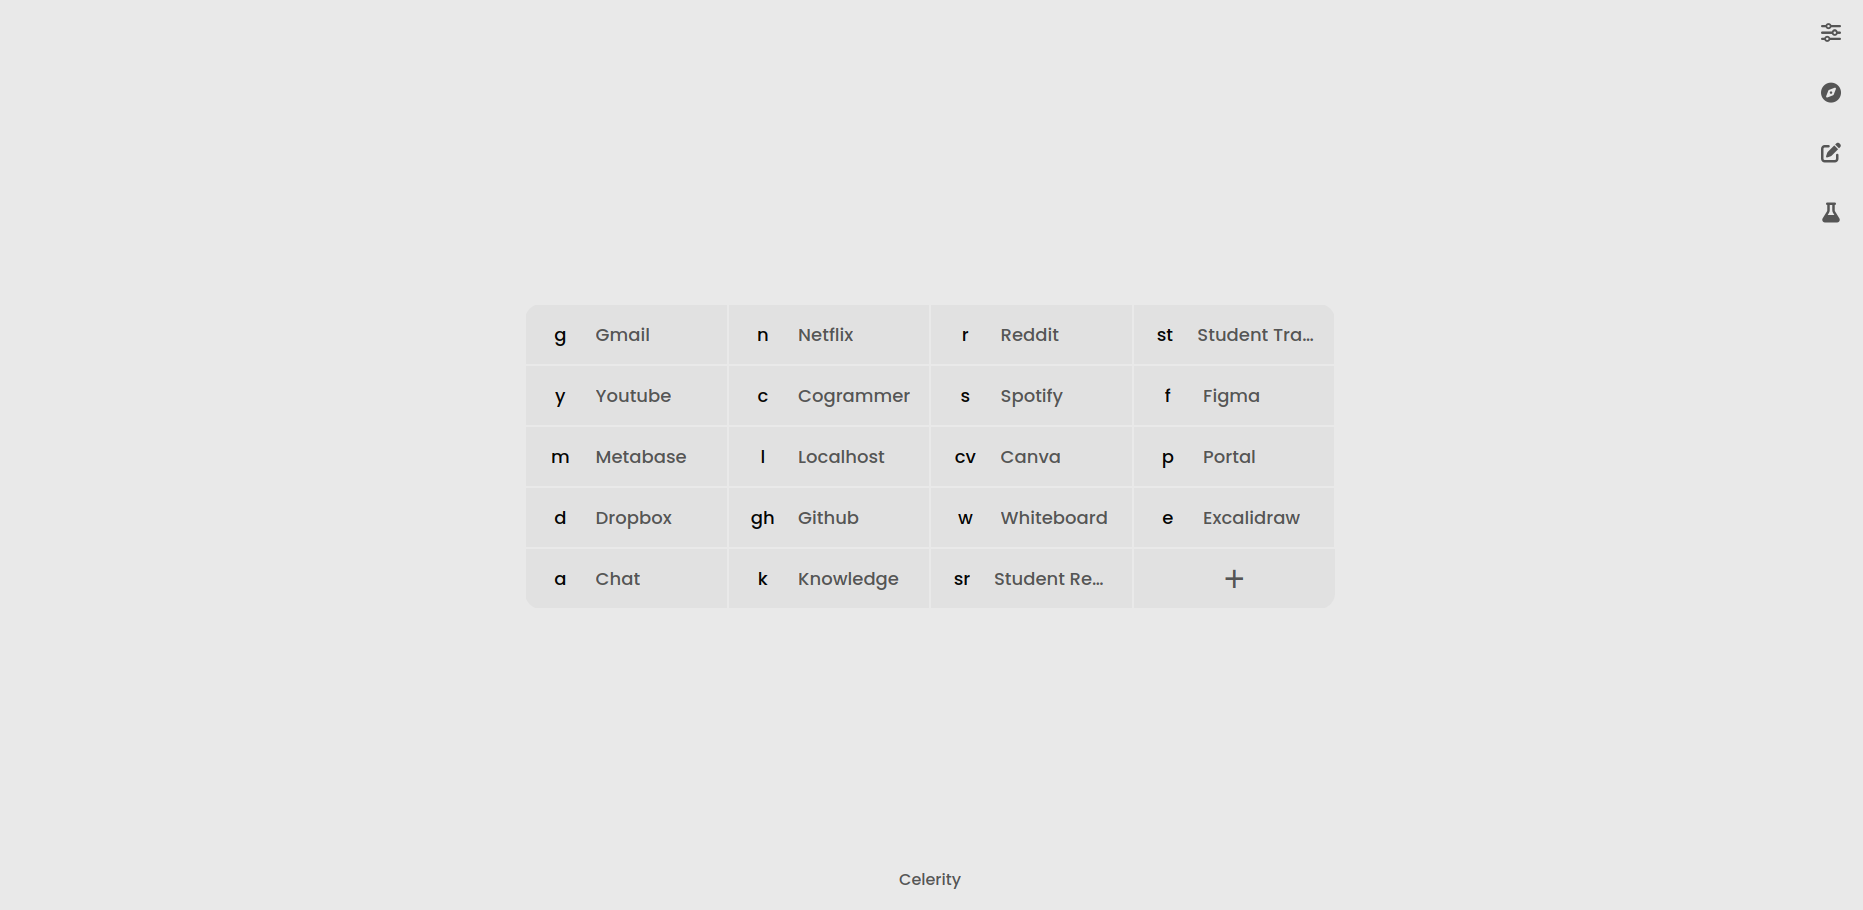 g Gmail n Netflix r Reddit st Student Tra...
y Youtube c Cogrammer s Spotify f Figma
m Metabase l Localhost cv Canva p Portal
d Dropbox gh Github w Whiteboard e Excalidraw
a Chat k Knowledge sr Student Re... +
Celerity